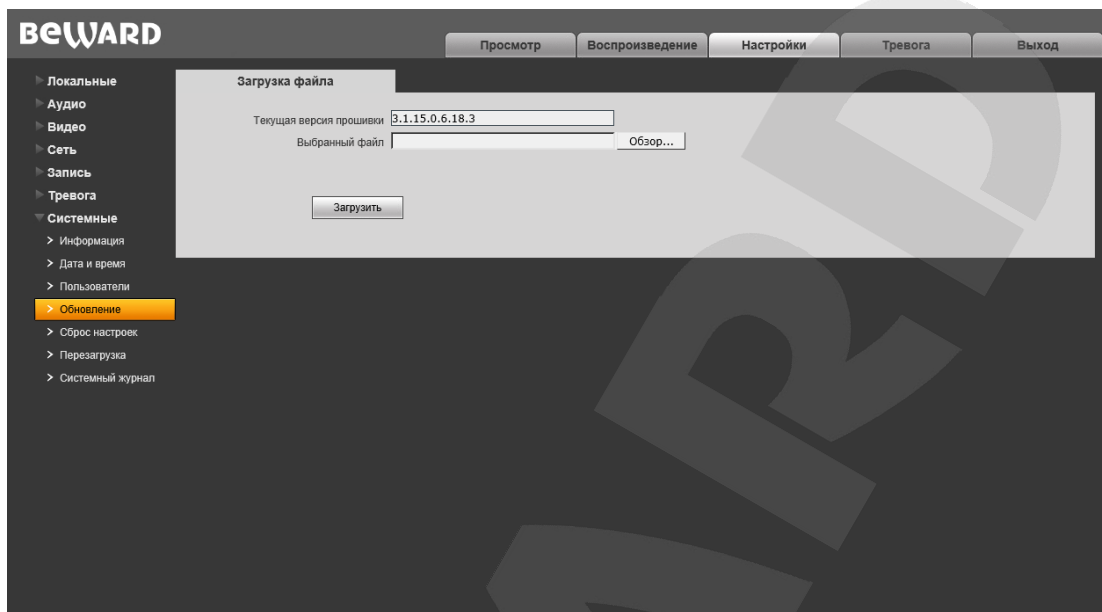 BEWARD
Просмотр Воспроизведение Настройки Тревога Выход
Локальные
Аудио
Видео
Сеть
Запись
Тревога
Системные
Информация
Дата и время
Пользователи
Обновление
Сброс настроек
Перезагрузка
Системный журнал
Загрузка файла
Текущая версия прошивки 3.1.15.0.6.18.3
Выбранный файл Обзор...
Загрузить